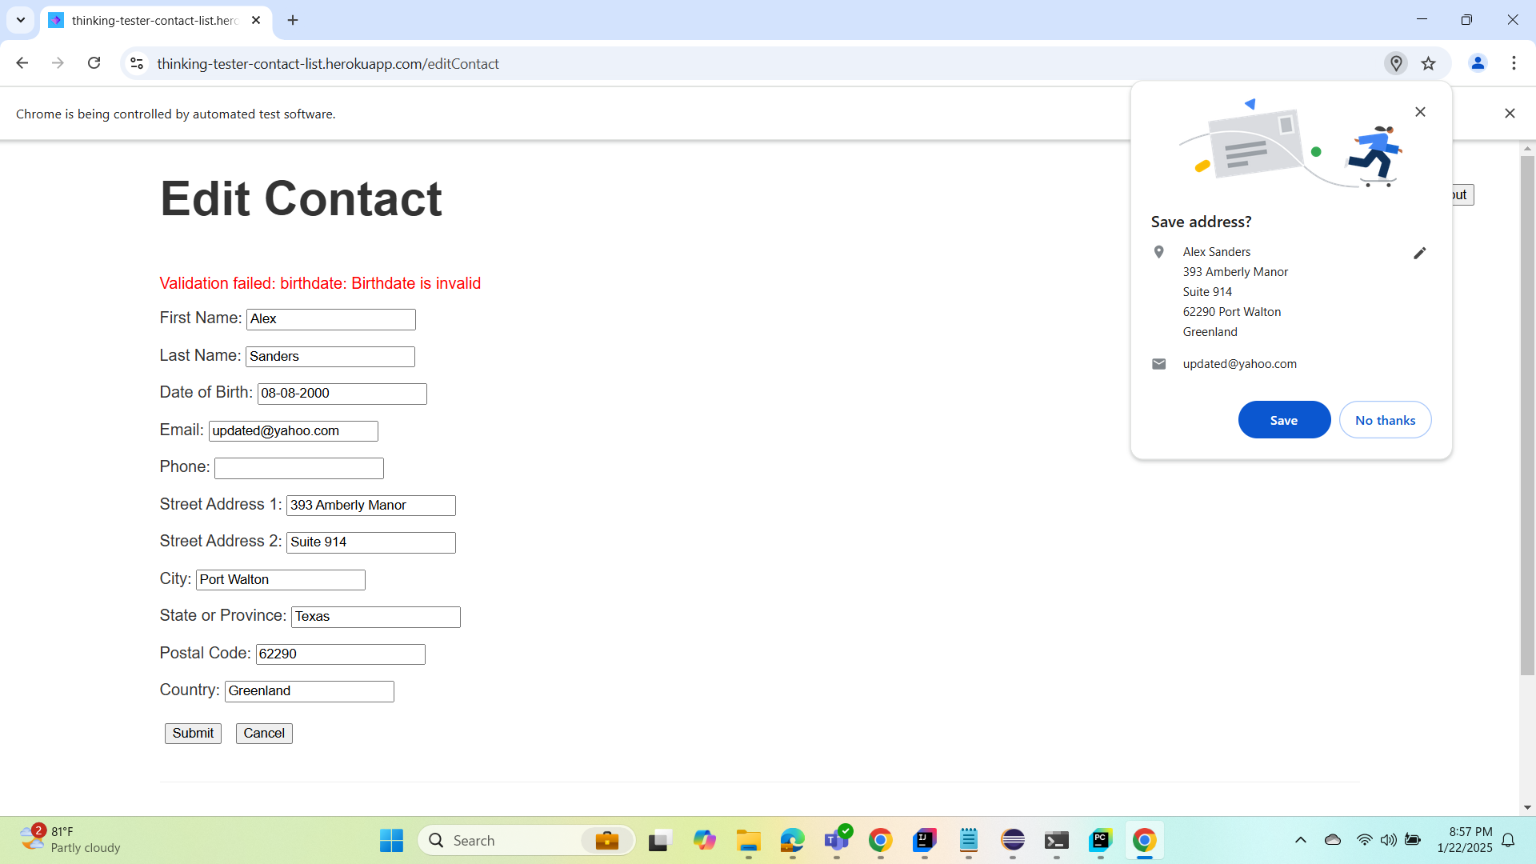 thinking-tester-contact-list.herc
thinking-tester-contact-list.herokuapp.com/editContact
Chrome is being controlled by automated test software.
Edit Contact
out
Validation failed: birthdate: Birthdate is invalid
First Name: Alex
Last Name: Sanders
Date of Birth: 08-08-2000
Email: updated@yahoo.com
Phone:
Street Address 1: 393 Amberly Manor
Street Address 2: Suite 914
City: Port Walton
State or Province: Texas
Postal Code: 62290
Country: Greenland
Submit Cancel
Save address?
Alex Sanders
393 Amberly Manor
Suite 914
62290 Port Walton
Greenland
updated@yahoo.com
Save No thanks
2 81°F
Partly cloudy
Search
IJ
PC
8:57 PM
1/22/2025